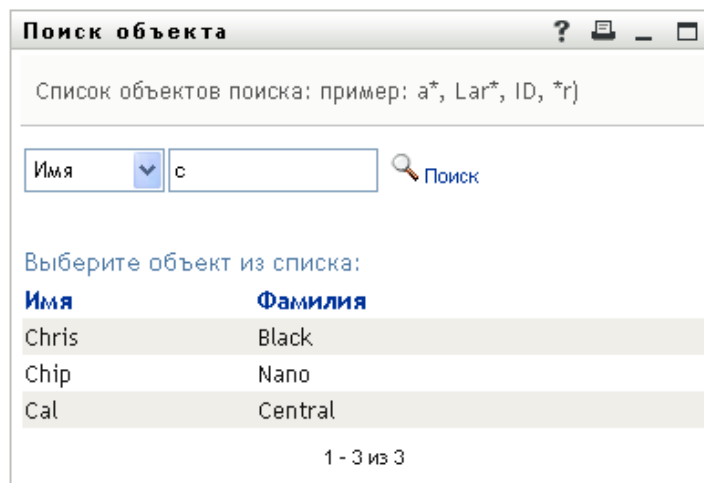 Поиск объекта ?
Список объектов поиска: пример: a*, Lar*, ID, *r)
Имя c Поиск
Выберите объект из списка:
Имя Фамилия
Chris Black
Chip Nano
Cal Central
1 - 3 из 3